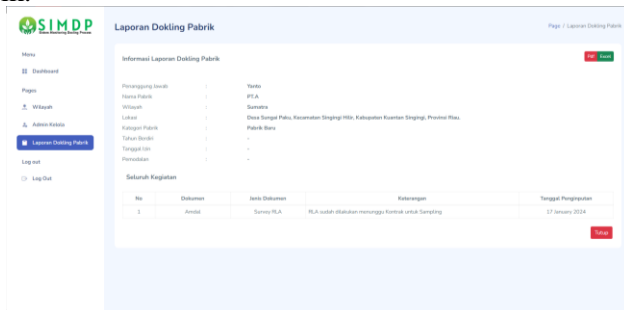 SIMDP
Sistem Monitoring Dokling Proses
Laporan Dokling Pabrik
Page / Laporan Dokling Pabrik
Menu
Dashboard
Pages
Wilayah
Admin Kelola
Laporan Dokling Pabrik
Log out
Log Out
Informasi Laporan Dokling Pabrik
Pdf Excel
Penanggung Jawab : Yanto
Nama Pabrik : PT.A
Wilayah : Sumatra
Lokasi : Desa Sungai Paku, Kecamatan Singingi Hilir, Kabupaten Kuantan Singingi, Provinsi Riau.
Kategori Pabrik : Pabrik Baru
Tahun Berdiri : -
Tanggal Izin : -
Permodalan : -
Seluruh Kegiatan
No Dokumen Jenis Dokumen Keterangan Tanggal Penginputan
1 Amdal Survey RLA RLA sudah dilakukan menunggu Kontrak untuk Sampling 17 January 2024
Tutup